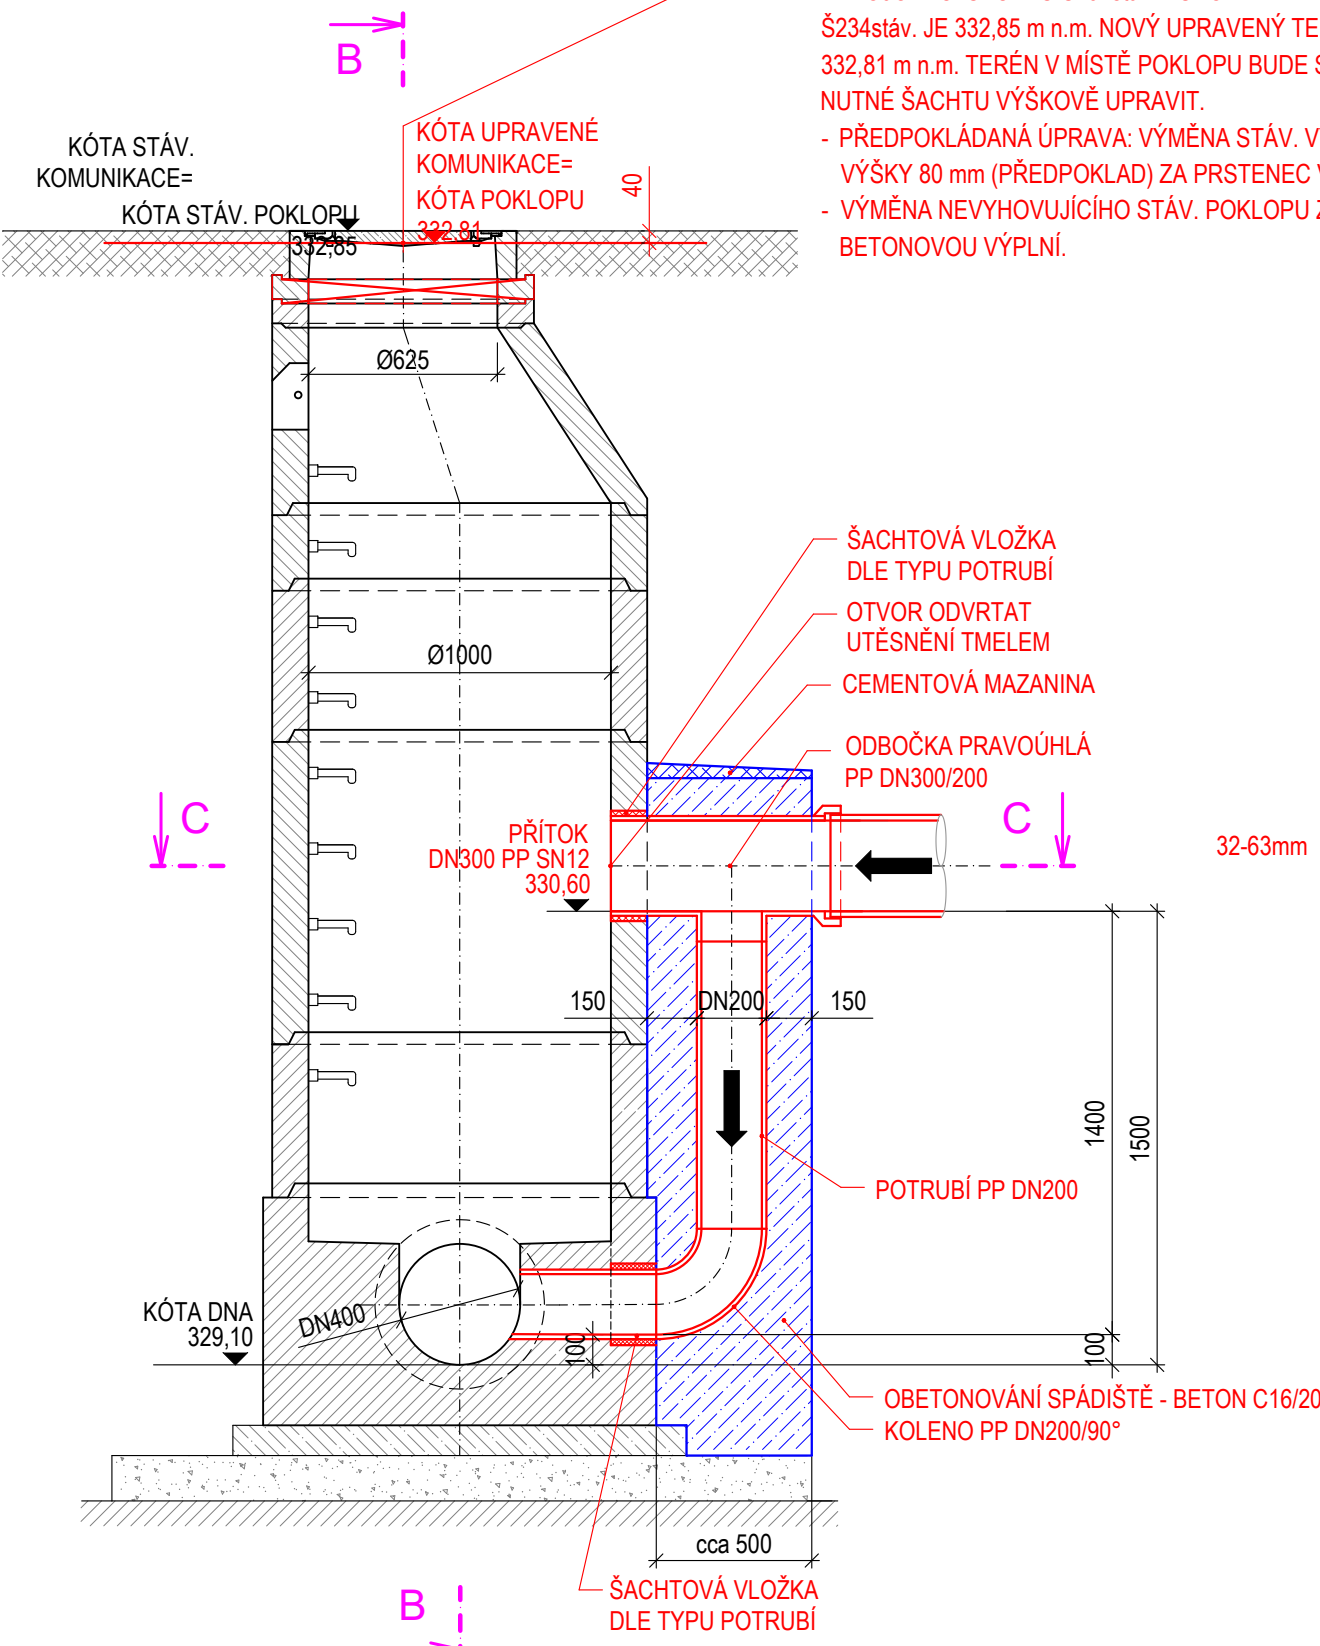 Š234stáv. JE 332,85 m n.m. NOVÝ UPRAVENÝ
332,81 m n.m. TERÉN V MÍSTĚ POKLOPU BUDE
NUTNÉ ŠACHTU VÝŠKOVĚ UPRAVIT.
- PŘEDPOKLÁDANÁ ÚPRAVA: VÝMĚNA STÁV.
VÝŠKY 80 mm (PŘEDPOKLAD) ZA PRSTENEC
- VÝMĚNA NEVYHOVUJÍCÍHO STÁV. POKLOPU
BETONOVOU VÝPLNÍ.
B
KÓTA STÁV.
KOMUNIKACE=
KÓTA STÁV. POKLOPU
332,85
KÓTA UPRAVENÉ
KOMUNIKACE=
KÓTA POKLOPU
332,81
40
Ø625
ŠACHTOVÁ VLOŽKA
DLE TYPU POTRUBÍ
OTVOR ODVRTAT
UTĚSNĚNÍ TMELEM
Ø1000
CEMENTOVÁ MAZANINA
ODBOČKA PRAVOÚHLÁ
PP DN300/200
C
C
PŘÍTOK
DN300 PP SN12
330,60
32-63mm
150
DN200
150
1400
1500
POTRUBÍ PP DN200
KÓTA DNA
329,10
DN400
100
100
OBETONOVÁNÍ SPÁDIŠTĚ - BETON C16/20
KOLENO PP DN200/90°
cca 500
ŠACHTOVÁ VLOŽKA
DLE TYPU POTRUBÍ
B